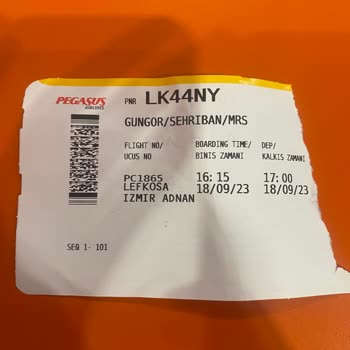 PEGASUS
AIRLINES
PNR LK44NY
GUNGOR/SEHRIBAN/MRS
FLIGHT NO/ BOARDING TIME/ DEP/
UCUS NO BINIS ZAMANI KALKIS ZAMANI
PC1865 16:15 17:00
LEFKOSA 18/09/23 18/09/23
IZMIR ADNAN
SEQ 1- 101